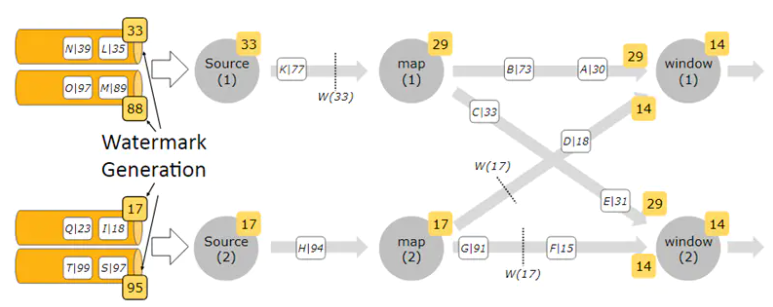 33
N|39 L|35
O|97 M|89
88
Watermark
Generation
17
Q|23 I|18
T|99 S|97
95
Source
(1)
33
K|77
W(33)
map
(1)
29
B|73 A|30
29
window
(1)
14
C|33
D|18
14
W(17)
E|31
29
Source
(2)
17
H|94
map
(2)
17
G|91 F|15
W(17)
14
window
(2)
14